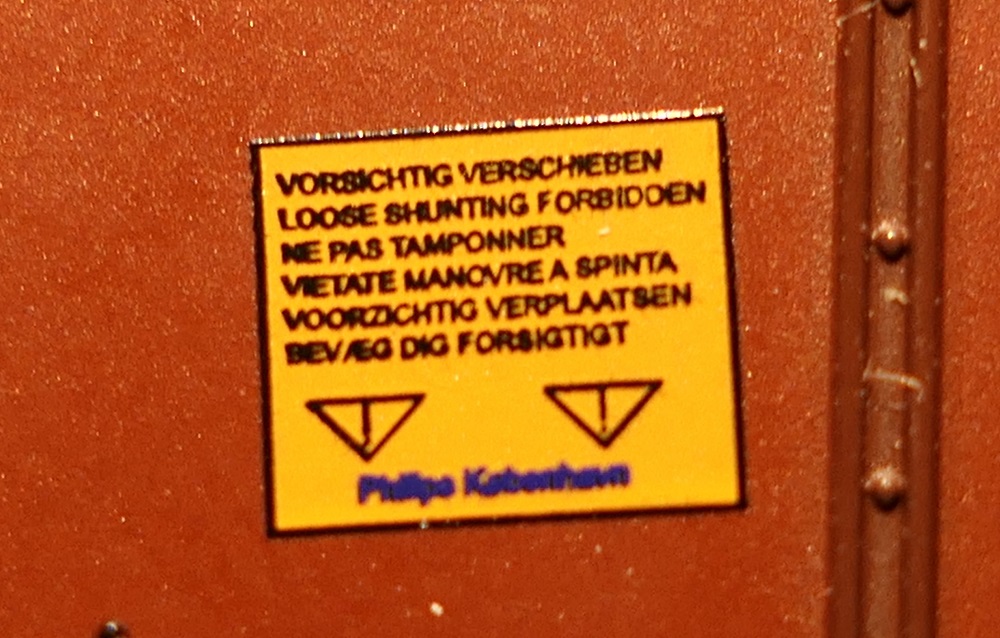 VORSICHTIG VERSCHIEBEN
LOOSE SHUNTING FORBIDDEN
NE PAS TAMPONNER
VIETATE MANOVRE A SPINTA
VOORZICHTIG VERPLAATSEN
BEVÆG DIG FORSIGTIGT
Philips København